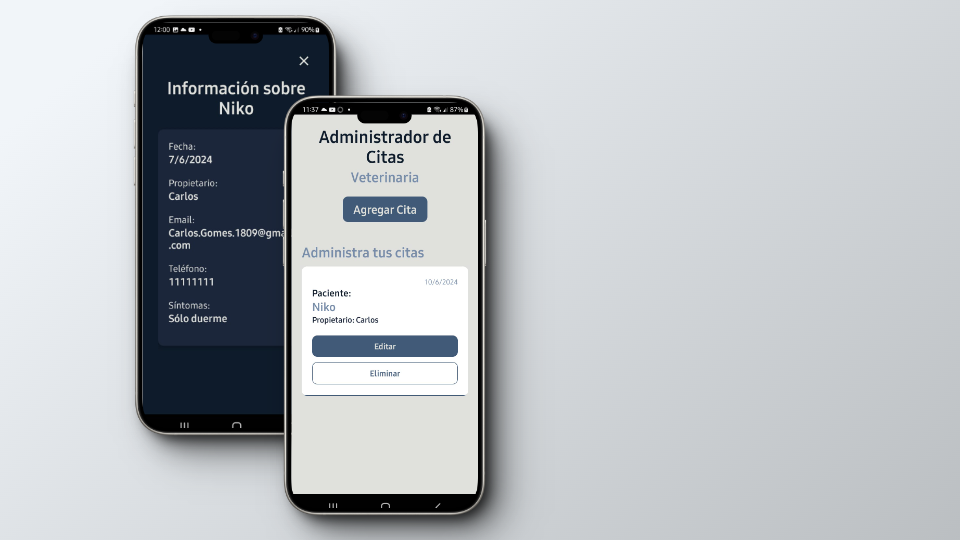 12:00
90%
Información sobre
Niko
Fecha:
7/6/2024
Propietario:
Carlos
Email:
Carlos.Gomes.1809@gma
.com
Teléfono:
11111111
Síntomas:
Sólo duerme
11:37
87%
Administrador de
Citas
Veterinaria
Agregar Cita
Administra tus citas
10/6/2024
Paciente:
Niko
Propietario: Carlos
Editar
Eliminar